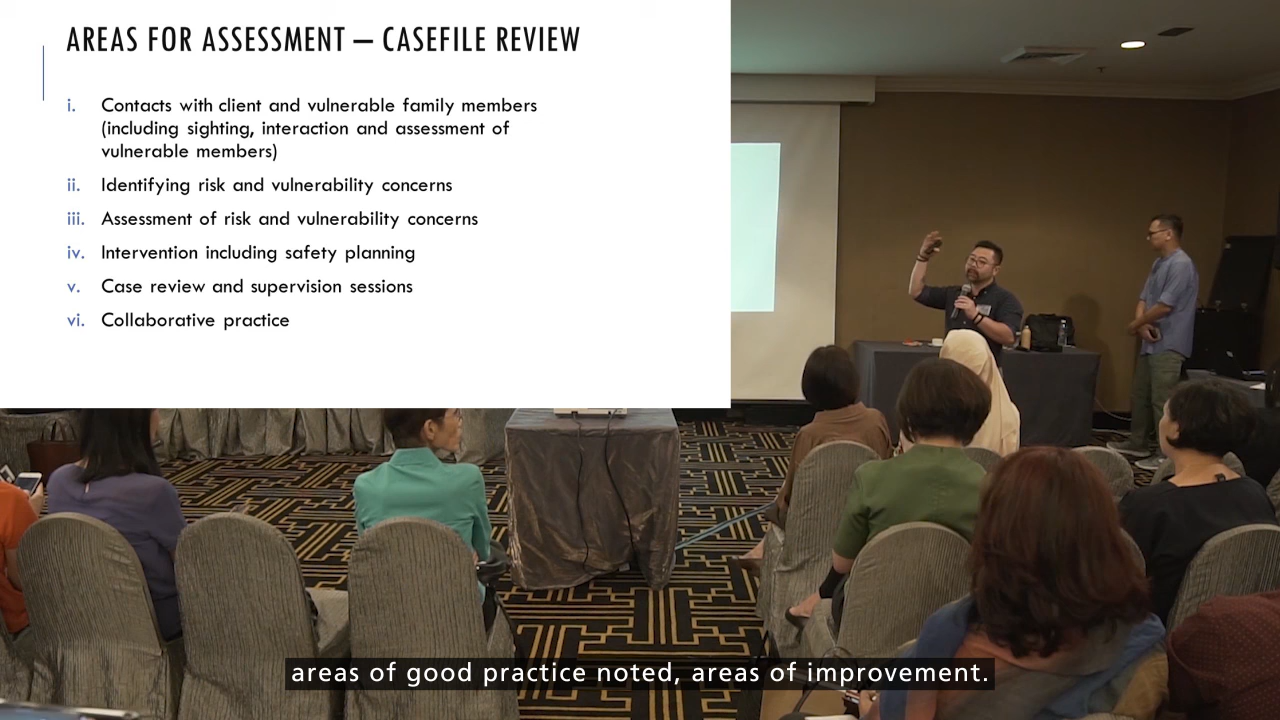 AREAS FOR ASSESSMENT – CASEFILE REVIEW
i. Contacts with client and vulnerable family members
(including sighting, interaction and assessment of
vulnerable members)
ii. Identifying risk and vulnerability concerns
iii. Assessment of risk and vulnerability concerns
iv. Intervention including safety planning
v. Case review and supervision sessions
vi. Collaborative practice
areas of good practice noted, areas of improvement.